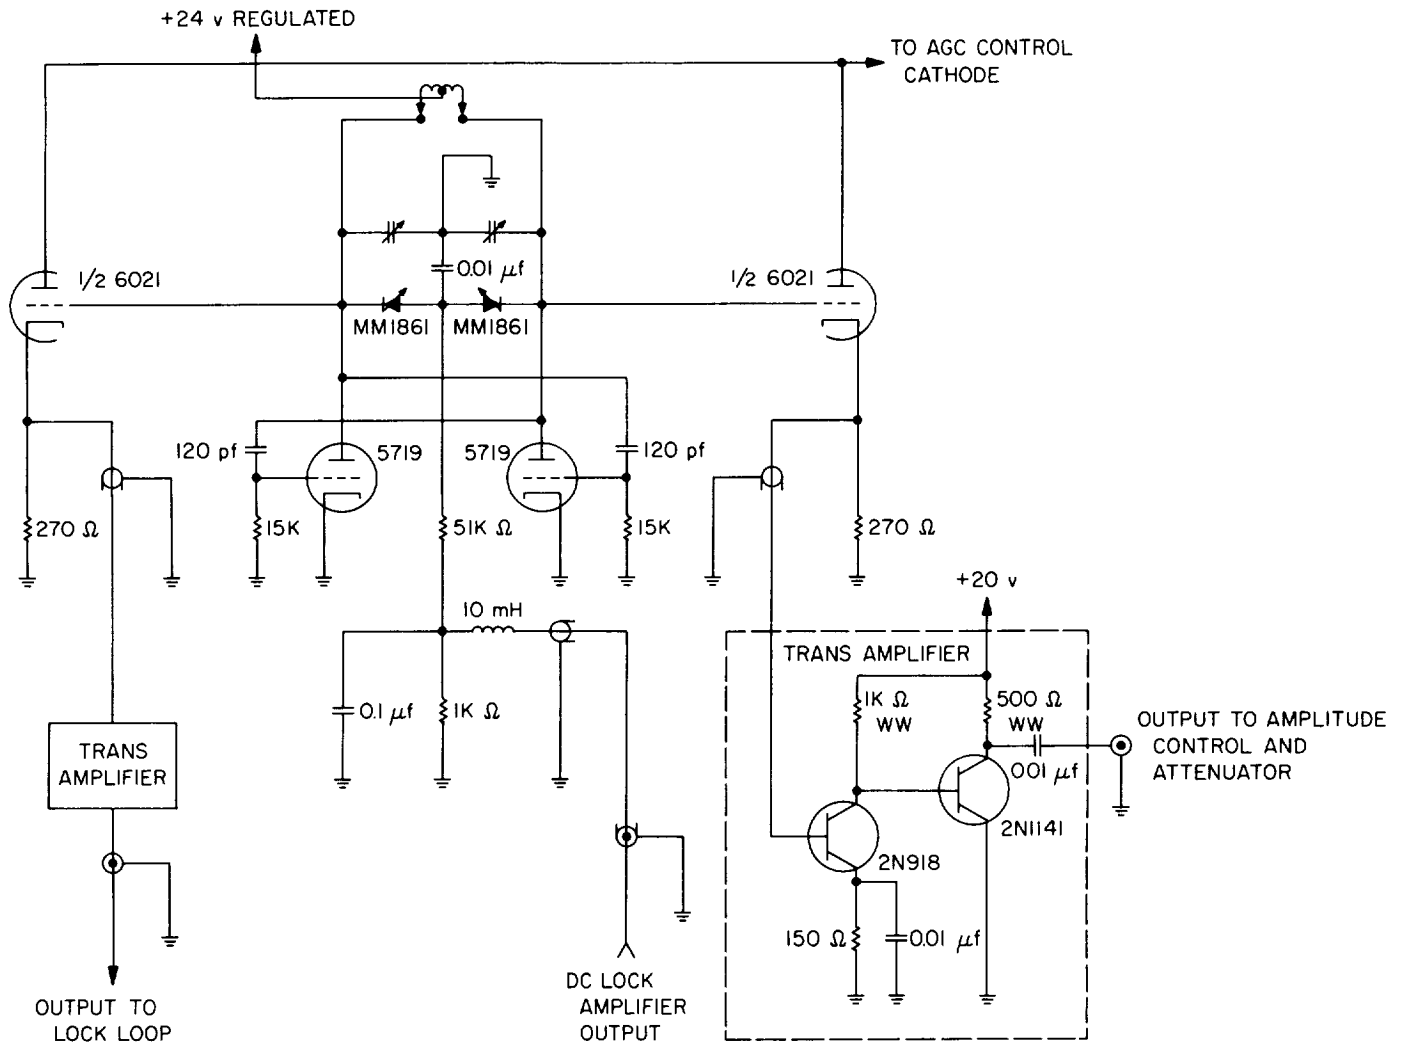 +24 v REGULATED
TO AGC CONTROL
CATHODE
1/2 6021
1/2 6021
0.01 μf
MM1861
MM1861
120 pf
5719
5719
120 pf
270 Ω
15K
51K Ω
15K
270 Ω
+20 v
10 mH
TRANS AMPLIFIER
0.1 μf
1K Ω
1K Ω
WW
500 Ω
WW
OUTPUT TO AMPLITUDE
CONTROL AND
ATTENUATOR
TRANS
AMPLIFIER
001 μf
2N1141
2N918
150 Ω
0.01 μf
DC LOCK
AMPLIFIER
OUTPUT
OUTPUT TO
LOCK LOOP